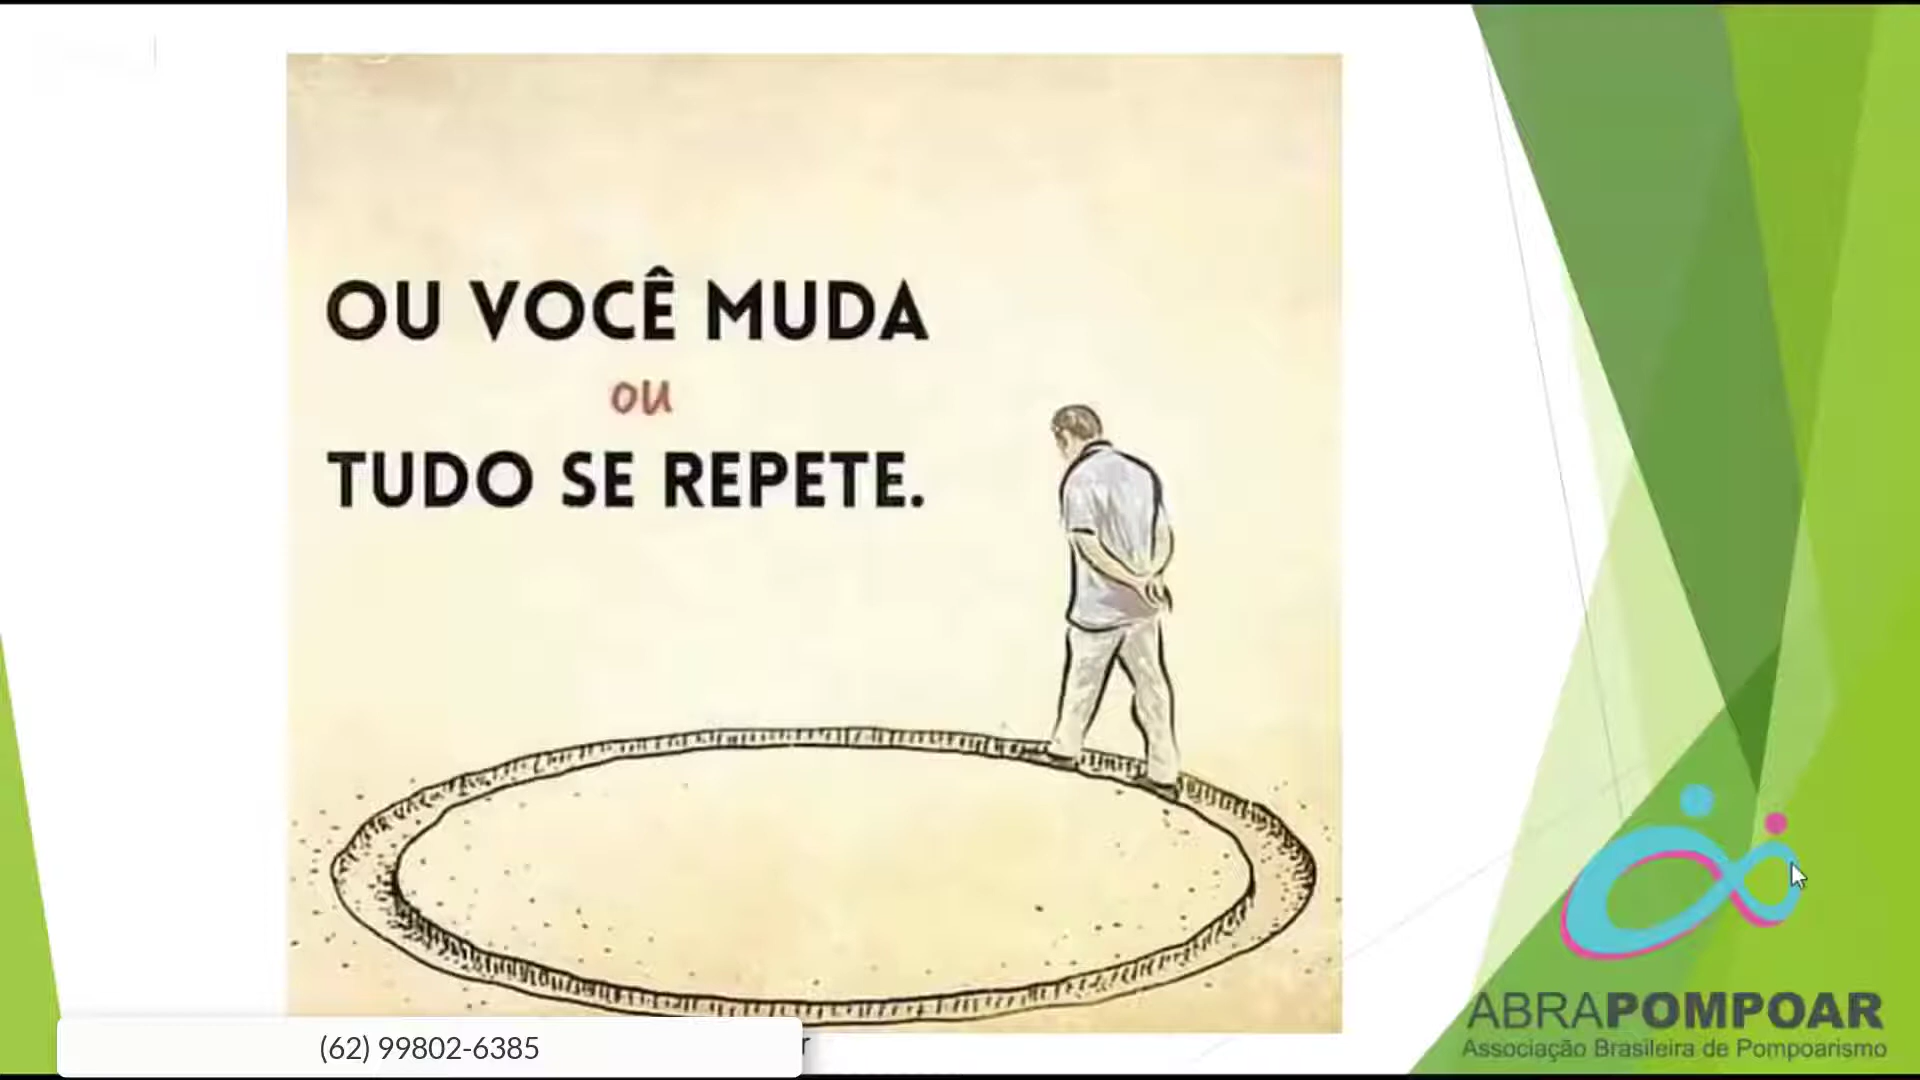 OU VOCÊ MUDA
ou
TUDO SE REPETE.
(62) 99802-6385
r
ABRAPOMPOAR
Associação Brasileira de Pompoarismo